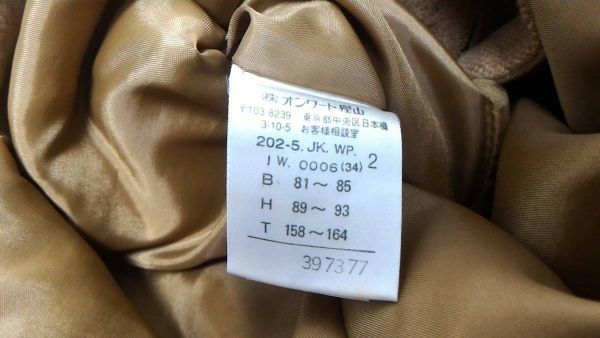 (株)オンワード樫山
〒103-8239 東京都中央区日本橋
3-10-5 お客様相談室
202-5. JK. WP. 2
I W. 0006(34)
B 81～85
H 89～93
T 158～164
397377